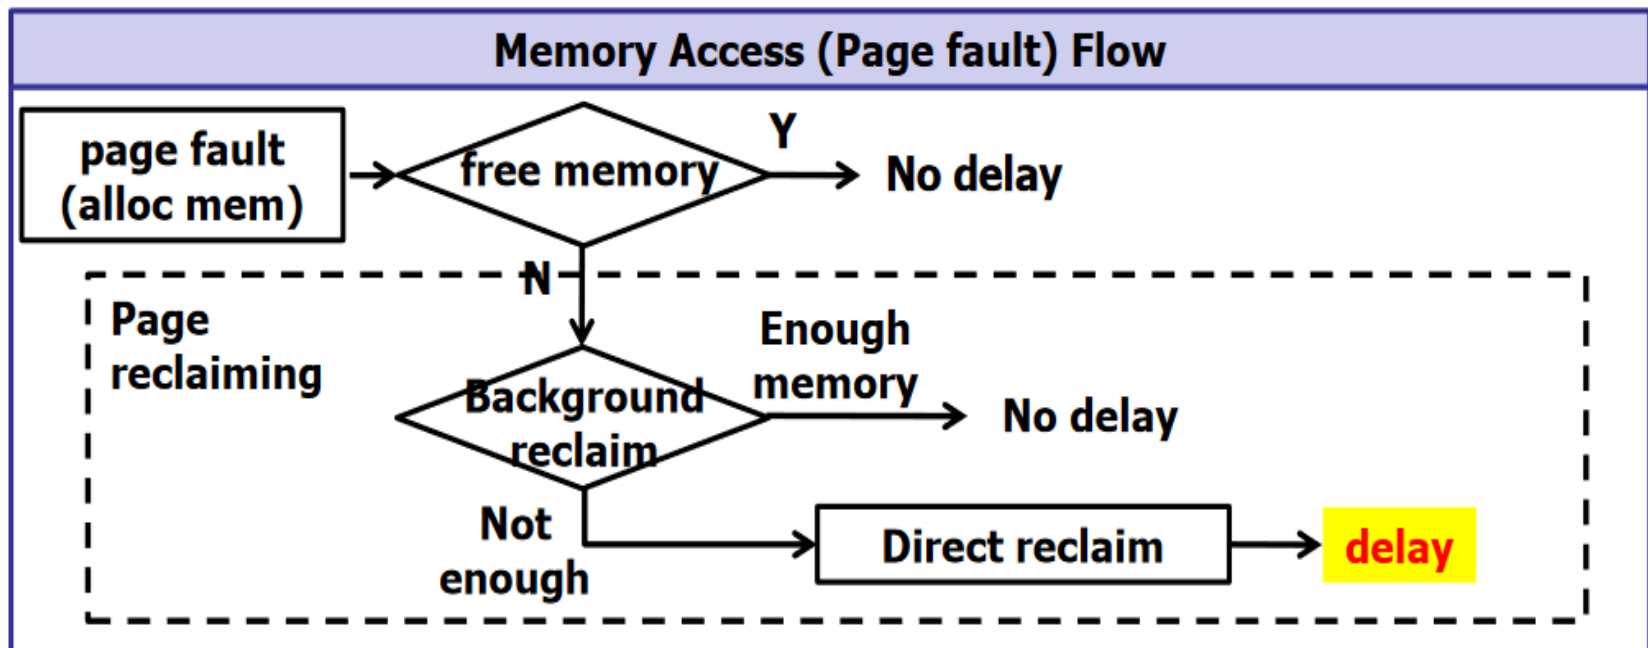 Memory Access (Page fault) Flow
page fault
(alloc mem)
free memory
Y
No delay
N
Page
reclaiming
Background
reclaim
Enough
memory
No delay
Not
enough
Direct reclaim
delay